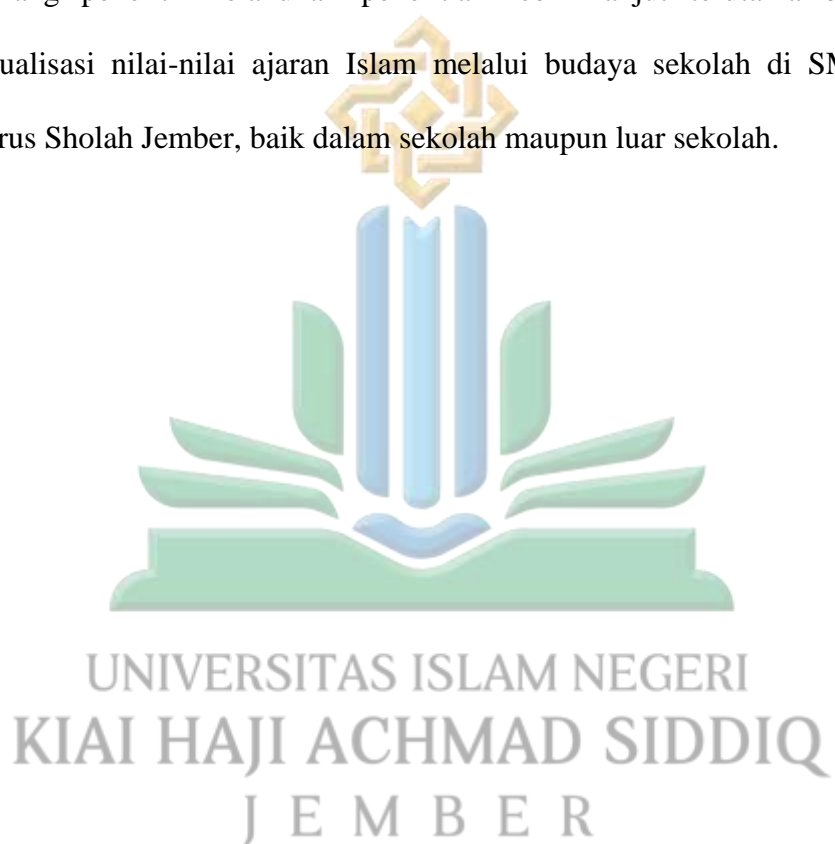 ualisasi nilai-nilai ajaran Islam melalui budaya sekolah di SM
rus Sholah Jember, baik dalam sekolah maupun luar sekolah.
UNIVERSITAS ISLAM NEGERI
KIAI HAJI ACHMAD SIDDIQ
JEMBER